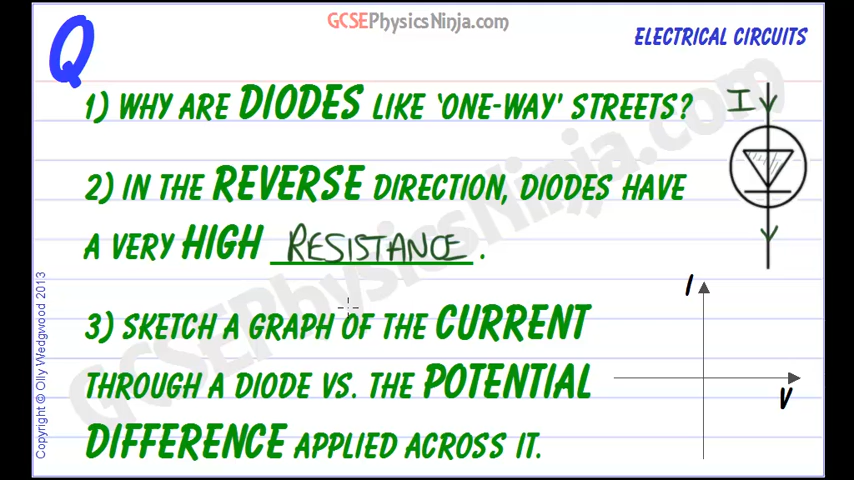 GCSEPhysicsNinja.com
Q
ELECTRICAL CIRCUITS
1) WHY ARE DIODES LIKE 'ONE-WAY' STREETS?
I
2) IN THE REVERSE DIRECTION, DIODES HAVE
A VERY HIGH RESISTANCE.
3) SKETCH A GRAPH OF THE CURRENT
THROUGH A DIODE VS. THE POTENTIAL
DIFFERENCE APPLIED ACROSS IT.
I
V
Copyright © Olly Wedgwood 2013
GCSEPhysicsNinja.com